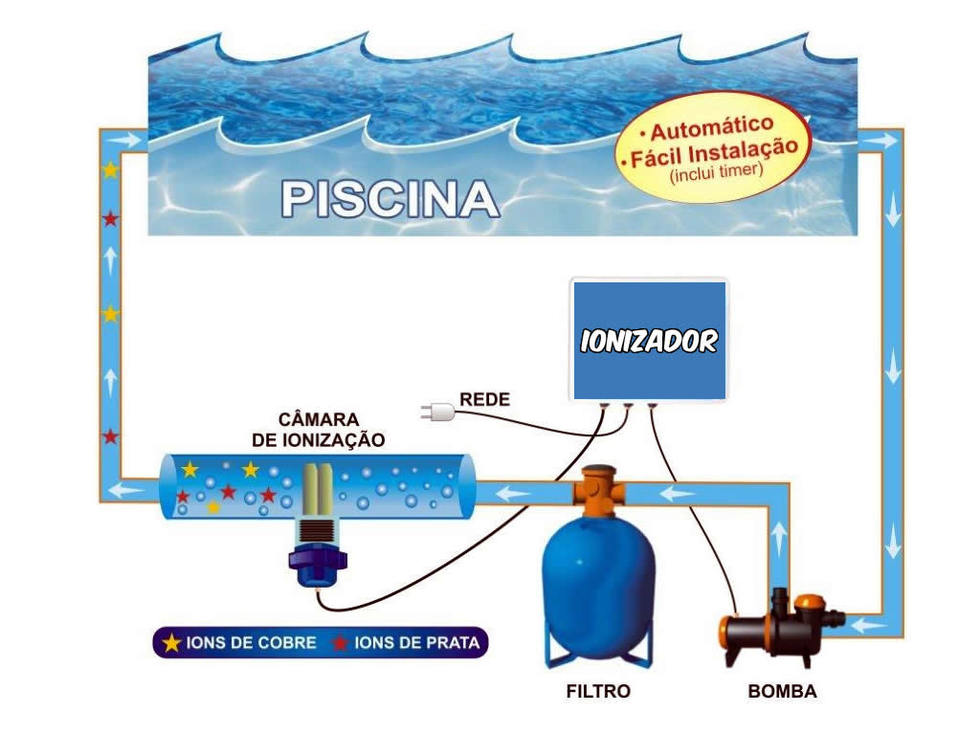 • Automático
• Fácil Instalação
(inclui timer)
PISCINA
IONIZADOR
REDE
CÂMARA
DE IONIZAÇÃO
IONS DE COBRE IONS DE PRATA
FILTRO
BOMBA